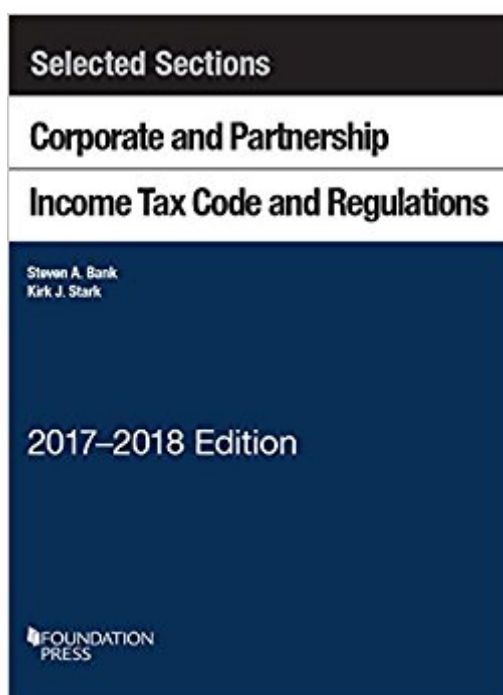 Selected Sections
Corporate and Partnership
Income Tax Code and Regulations
Steven A. Bank
Kirk J. Stark
2017–2018 Edition
FOUNDATION
PRESS